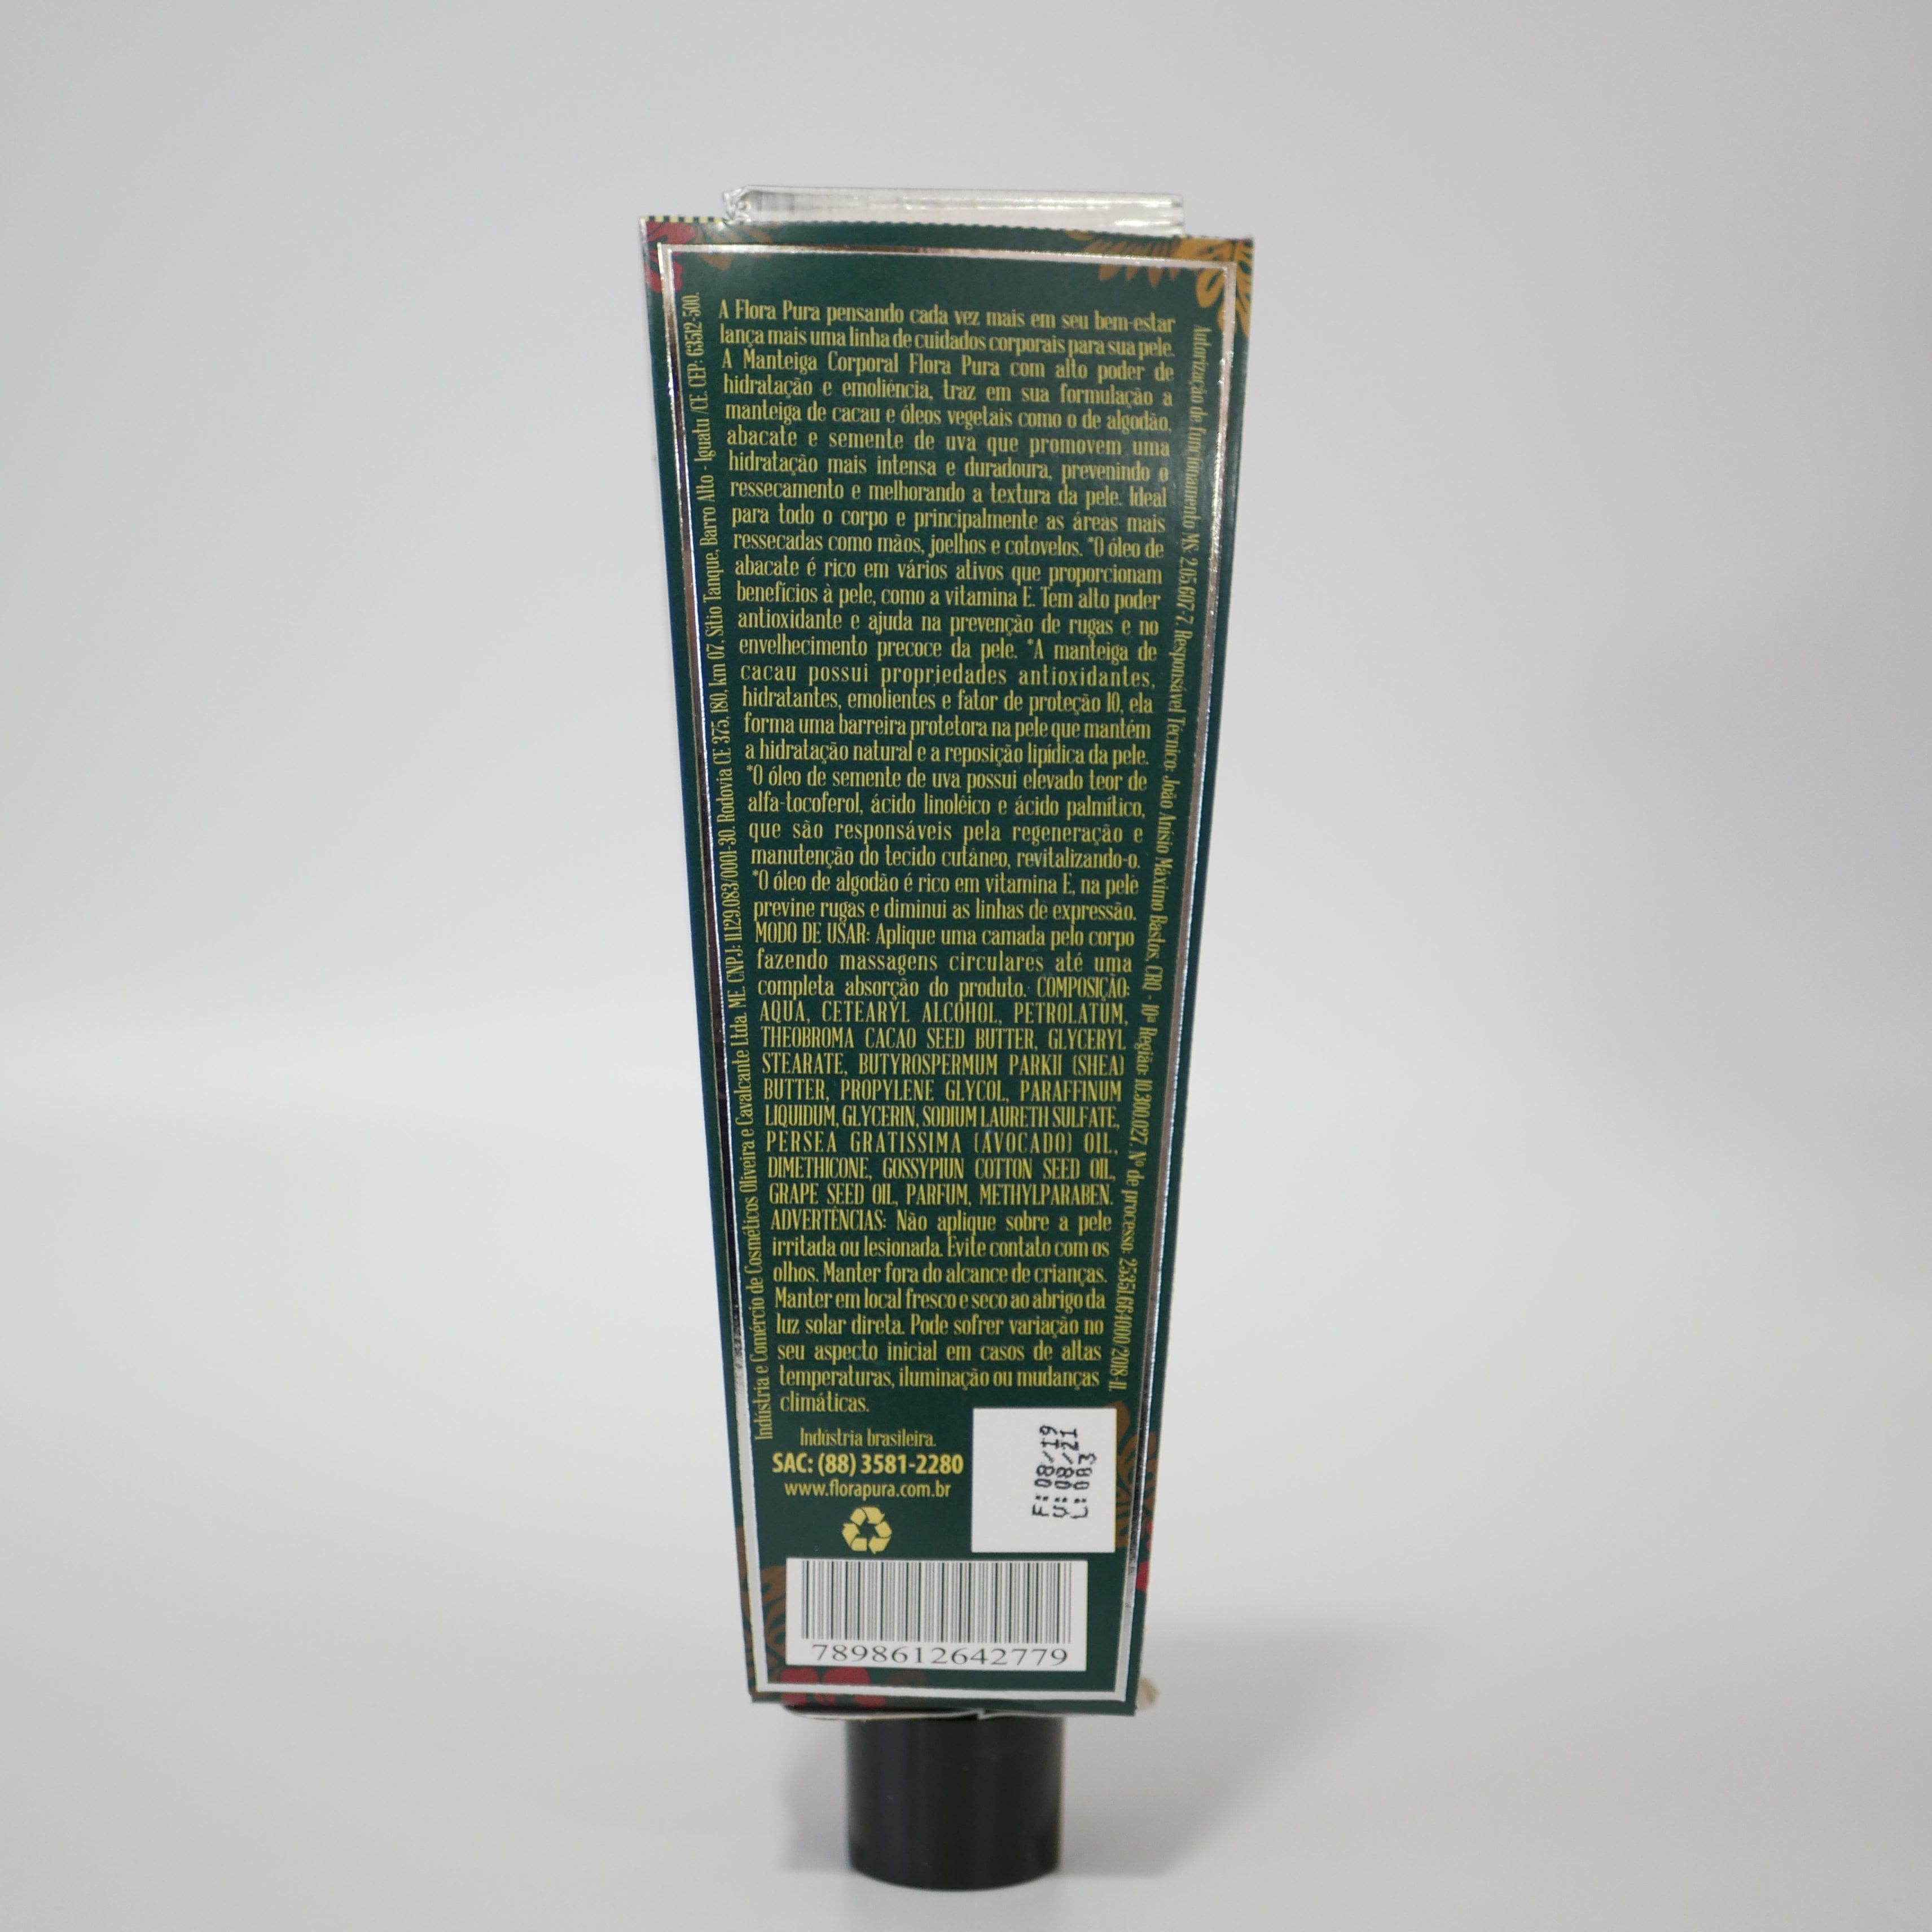 A Flora Pura pensando cada vez mais em seu bem-estar
lança mais uma linha de cuidados corporais para sua pele.
A Manteiga Corporal Flora Pura com alto poder de
hidratação e emoliência, traz em sua formulação a
manteiga de cacau e óleos vegetais como o de algodão,
abacate e semente de uva que promovem uma
hidratação mais intensa e duradoura, prevenindo o
ressecamento e melhorando a textura da pele. Ideal
para todo o corpo e principalmente as áreas mais
ressecadas como mãos, joelhos e cotovelos. *O óleo de
abacate é rico em vários ativos que proporcionam
benefícios à pele, como a vitamina E. Tem alto poder
antioxidante e ajuda na prevenção de rugas e no
envelhecimento precoce da pele. *A manteiga de
cacau possui propriedades antioxidantes,
hidratantes, emolientes e fator de proteção 10, ela
forma uma barreira protetora na pele que mantém
a hidratação natural e a reposição lipídica da pele.
*O óleo de semente de uva possui elevado teor de
alfa-tocoferol, ácido linoléico e ácido palmítico,
que são responsáveis pela regeneração e
manutenção do tecido cutâneo, revitalizando-o.
*O óleo de algodão é rico em vitamina E, na pele
previne rugas e diminui as linhas de expressão.
MODO DE USAR: Aplique uma camada pelo corpo
fazendo massagens circulares até uma
completa absorção do produto. COMPOSIÇÃO:
AQUA, CETEARYL ALCOHOL, PETROLATUM,
THEOBROMA CACAO SEED BUTTER, GLYCERYL
STEARATE, BUTYROSPERMUM PARKII (SHEA)
BUTTER, PROPYLENE GLYCOL, PARAFFINUM
LIQUIDUM, GLYCERIN, SODIUM LAURETH SULFATE,
PERSEA GRATISSIMA (AVOCADO) OIL,
DIMETHICONE, GOSSYPIUN COTTON SEED OIL,
GRAPE SEED OIL, PARFUM, METHYLPARABEN.
ADVERTÊNCIAS: Não aplique sobre a pele
irritada ou lesionada. Evite contato com os
olhos. Manter fora do alcance de crianças.
Manter em local fresco e seco ao abrigo da
luz solar direta. Pode sofrer variação no
seu aspecto inicial em casos de altas
temperaturas, iluminação ou mudanças
climáticas.
Indústria brasileira.
SAC: (88) 3581-2280
www.florapura.com.br
F: 08/19
V: 08/21
L: 083
7898612642779
Indústria e Comércio de Cosméticos Oliveira e Cavalcante Ltda. ME. CNPJ: 11.129.083/0001-30. Rodovia CE 375, 180, km 07, Sítio Tanque, Barro Alto - Iguatu /CE. CEP: 63512-500.
Autorização de funcionamento MS: 2.05.607-7. Responsável Técnico: João Anísio Máximo Bastos, CRQ - 10ª Região: 10.300.027. Nº de processo: 25351.664000/2018-11.